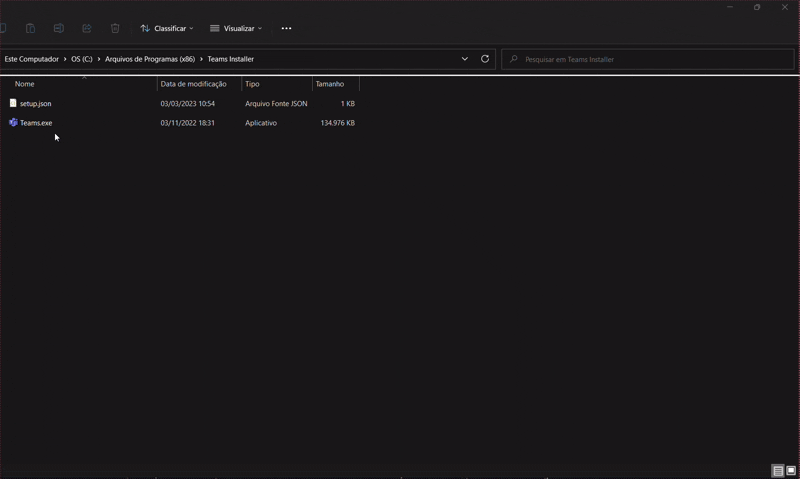 Classificar
Visualizar
Este Computador > OS (C:) > Arquivos de Programas (x86) > Teams Installer
Pesquisar em Teams Installer
Nome Data de modificação Tipo Tamanho
setup.json 03/03/2023 10:54 Arquivo Fonte JSON 1 KB
Teams.exe 03/11/2022 18:31 Aplicativo 134.976 KB